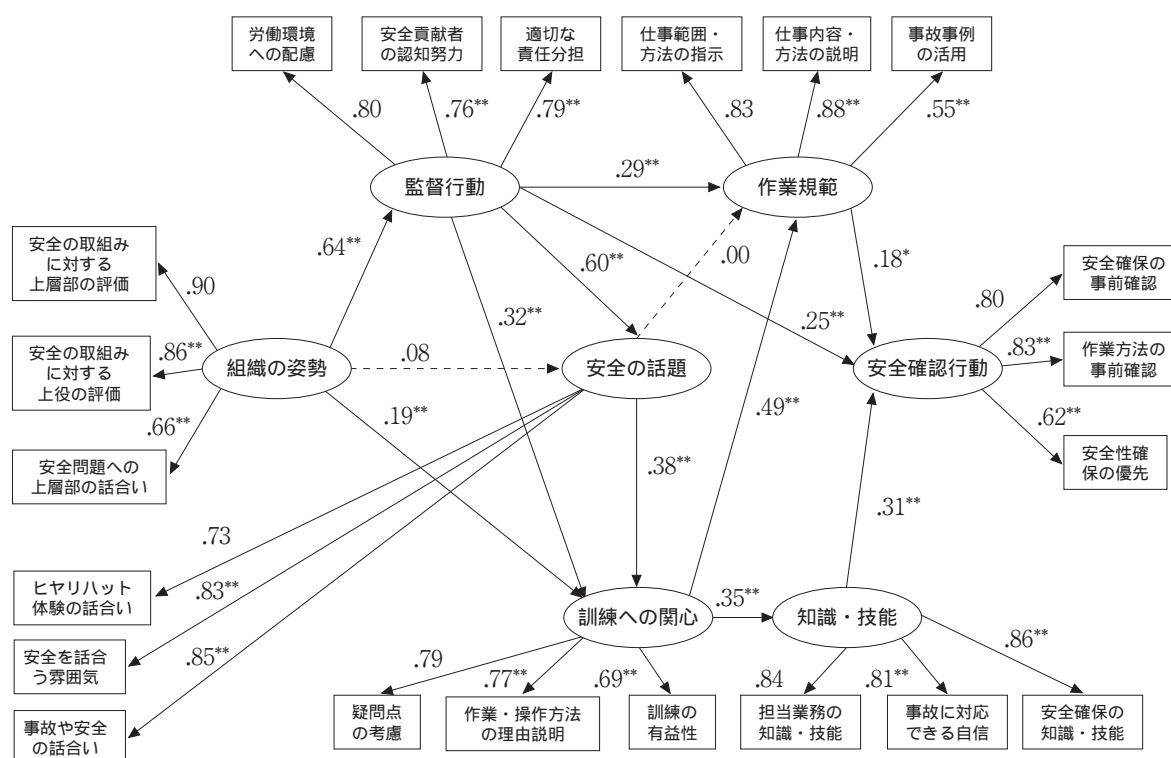 労働環境
への配慮
安全貢献者
の認知努力
適切な
責任分担
仕事範囲・
方法の指示
仕事内容・
方法の説明
事故事例
の活用
.80
.76**
.79**
.83
.88**
.55**
監督行動
.29**
作業規範
安全の取組み
に対する
上層部の評価
.90
.64**
.60**
.00
.18*
安全確保の
事前確認
.80
.32**
.25**
安全の取組み
に対する
上役の評価
.86**
組織の姿勢
.08
安全の話題
安全確認行動
.83**
作業方法の
事前確認
.66**
.19**
.49**
.62**
安全問題への
上層部の話合い
.38**
安全性確
保の優先
.31**
.73
ヒヤリハット
体験の話合い
.83**
訓練への関心
.35**
知識・技能
安全を話合
う雰囲気
.85**
.79
.77**
.69**
.84
.81**
.86**
事故や安全
の話合い
疑問点
の考慮
作業・操作方法
の理由説明
訓練の
有益性
担当業務の
知識・技能
事故に対応
できる自信
安全確保の
知識・技能